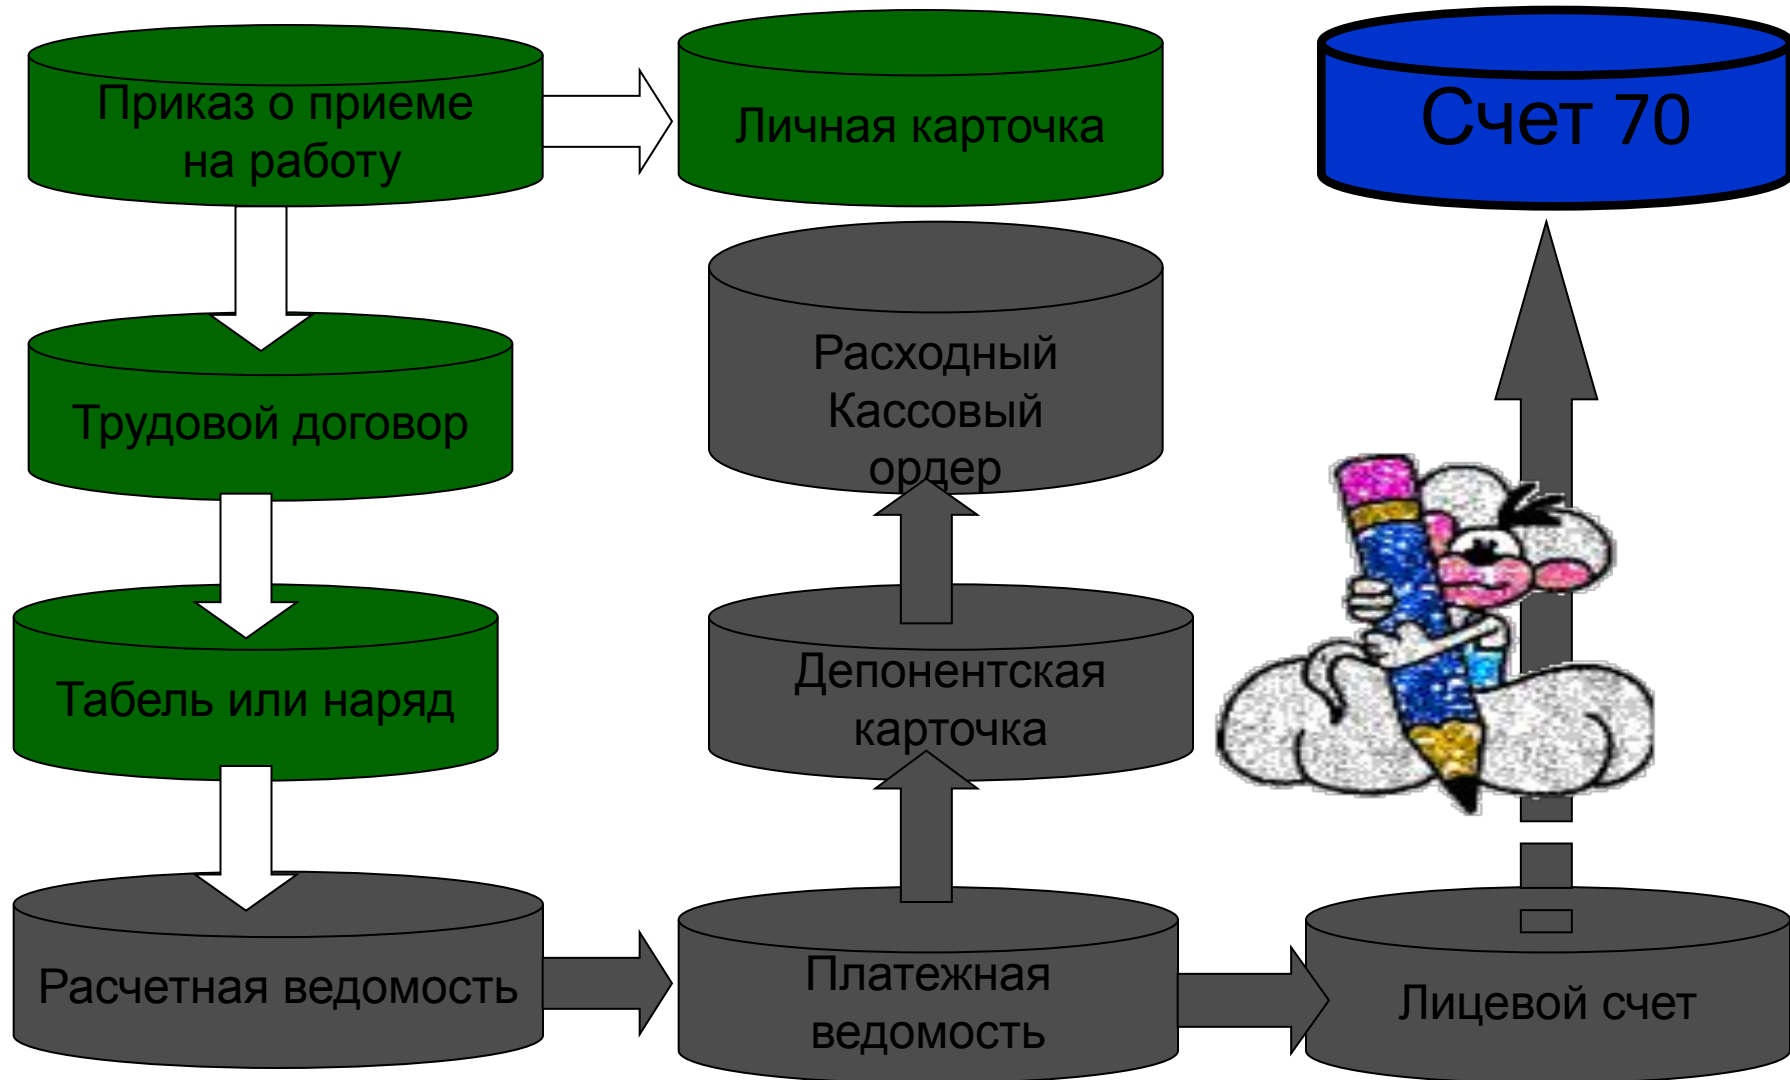 Приказ о приеме
на работу
Личная карточка
Счет 70
Трудовой договор
Расходный
Кассовый
ордер
Табель или наряд
Депонентская
карточка
Расчетная ведомость
Платежная
ведомость
Лицевой счет